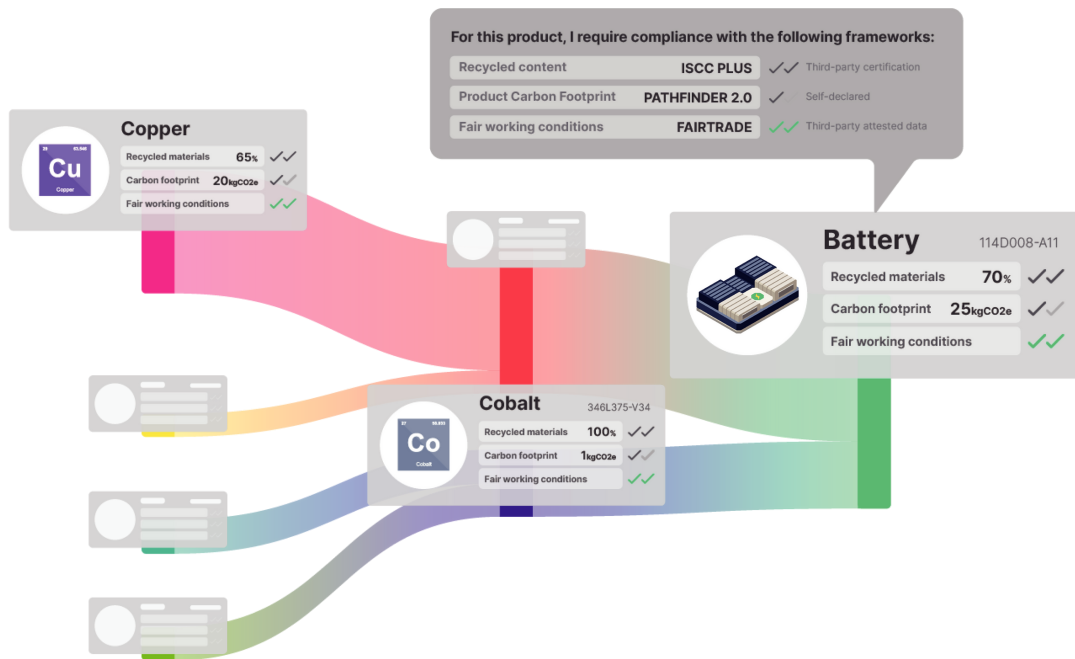 For this product, I require compliance with the following frameworks:
Recycled content ISCC PLUS Third-party certification
Product Carbon Footprint PATHFINDER 2.0 Self-declared
Fair working conditions FAIRTRADE Third-party attested data
Copper
Recycled materials 65%
Carbon footprint 20kgCO2e
Fair working conditions
Cu
Copper
Battery 114D008-A11
Recycled materials 70%
Carbon footprint 25kgCO2e
Fair working conditions
Cobalt 346L375-V34
Recycled materials 100%
Carbon footprint 1kgCO2e
Fair working conditions
Co
Cobalt